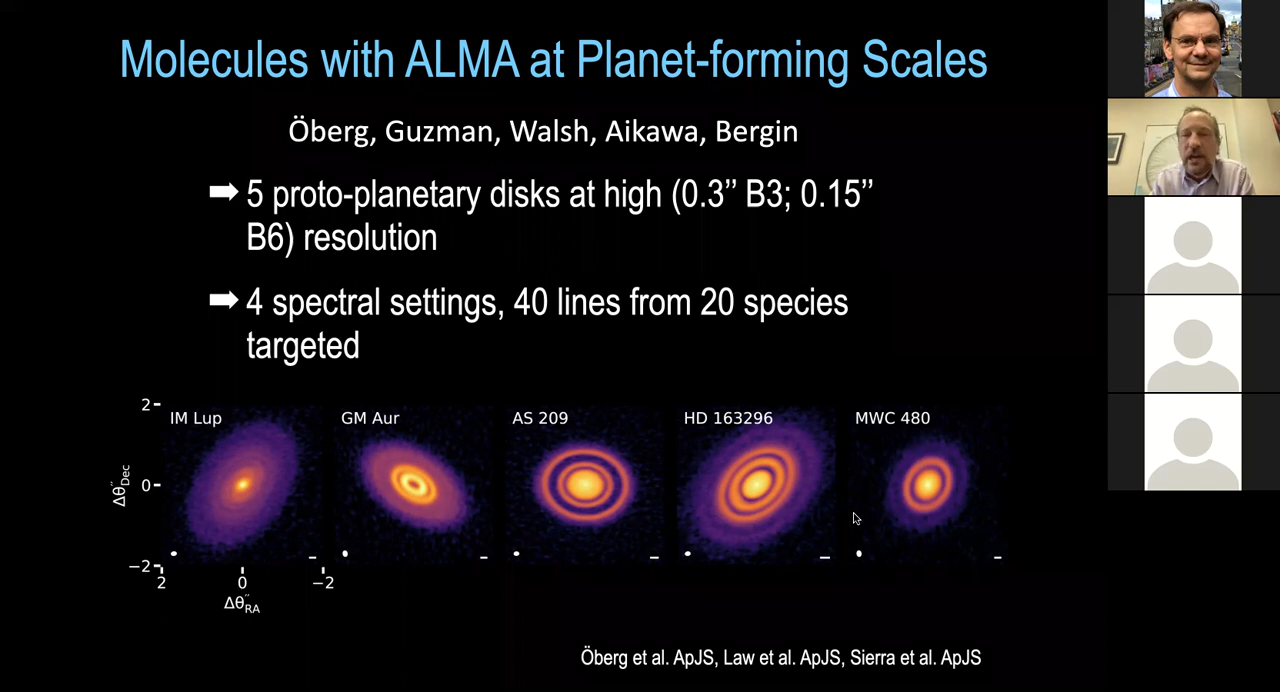 Molecules with ALMA at Planet-forming Scales
Öberg, Guzman, Walsh, Aikawa, Bergin
➡ 5 proto-planetary disks at high (0.3” B3; 0.15”
B6) resolution
➡ 4 spectral settings, 40 lines from 20 species
targeted
IM Lup
GM Aur
AS 209
HD 163296
MWC 480
2
0
−2
Δθ″Dec
2
0
−2
Δθ″RA
Öberg et al. ApJS, Law et al. ApJS, Sierra et al. ApJS